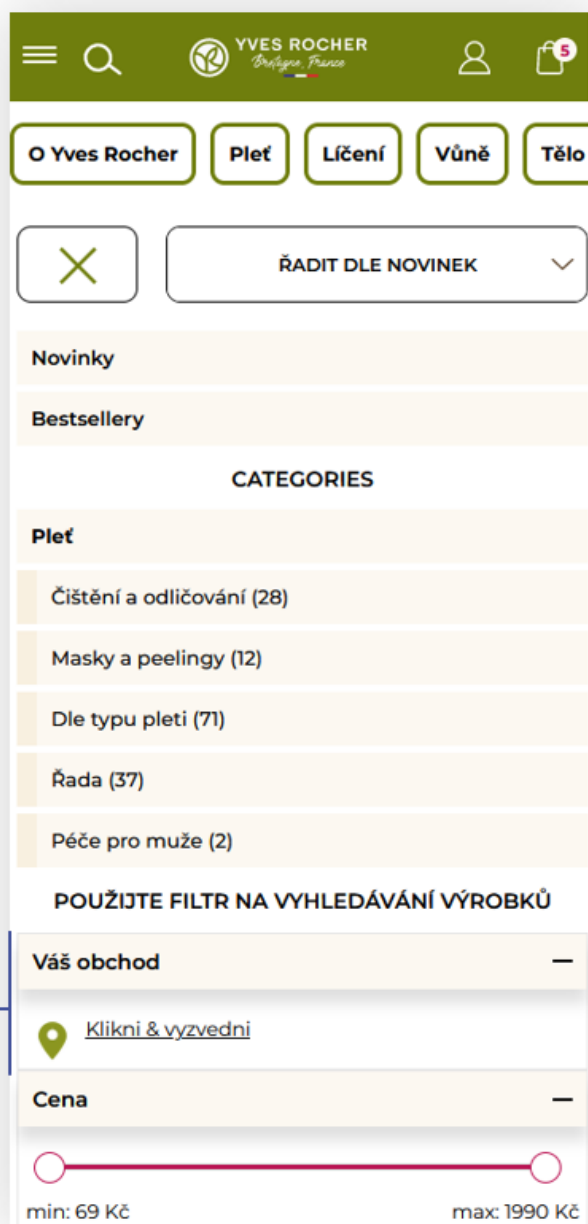 YVES ROCHER
Bretagne, France
5
O Yves Rocher
Pleť
Líčení
Vůně
Tělo
ŘADIT DLE NOVINEK
Novinky
Bestsellery
CATEGORIES
Pleť
Čištění a odličování (28)
Masky a peelingy (12)
Dle typu pleti (71)
Řada (37)
Péče pro muže (2)
POUŽIJTE FILTR NA VYHLEDÁVÁNÍ VÝROBKŮ
Váš obchod
Klikni & vyzvedni
Cena
min: 69 Kč
max: 1990 Kč